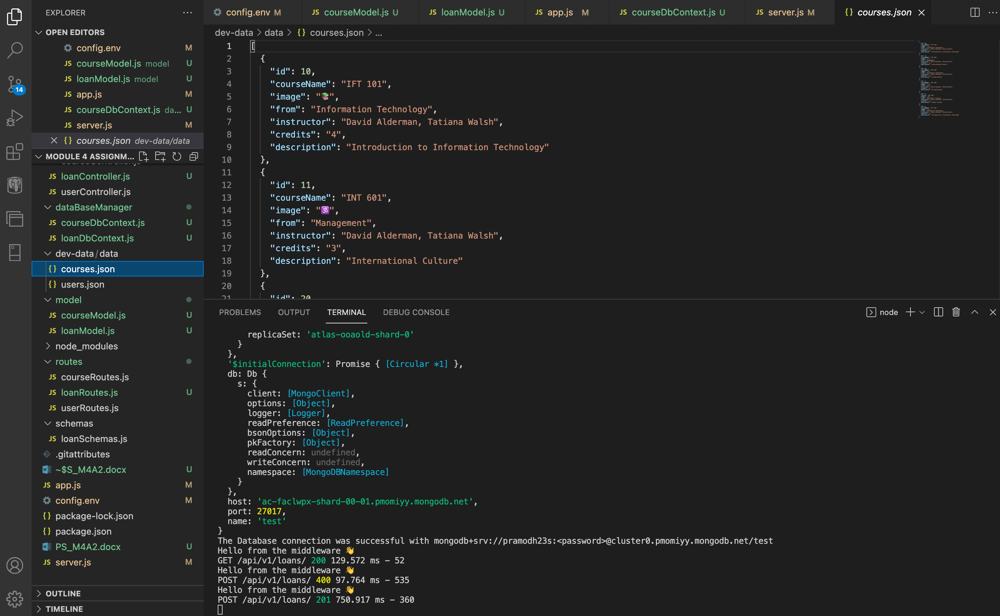 EXPLORER
OPEN EDITORS
config.env M
JS courseModel.js model U
JS loanModel.js model U
JS app.js M
JS courseDbContext.js da... U
JS server.js M
{} courses.json dev-data/data
MODULE 4 ASSIGNM...
JS loanController.js U
JS userController.js
dataBaseManager
JS courseDbContext.js U
JS loanDbContext.js U
dev-data/data
{} courses.json
{} users.json
model
JS courseModel.js U
JS loanModel.js U
node_modules
routes
JS courseRoutes.js
JS loanRoutes.js U
JS userRoutes.js
schemas
JS loanSchemas.js
.gitattributes
~$S_M4A2.docx U
JS app.js M
config.env M
{} package-lock.json
{} package.json
PS_M4A2.docx U
JS server.js M
OUTLINE
TIMELINE
14
config.env M JS courseModel.js U JS loanModel.js U JS app.js M JS courseDbContext.js U JS server.js M {} courses.json
dev-data > data > {} courses.json > ...
1 [
2 {
3 "id": 10,
4 "courseName": "IFT 101",
5 "image": "📚",
6 "from": "Information Technology",
7 "instructor": "David Alderman, Tatiana Walsh",
8 "credits": "4",
9 "description": "Introduction to Information Technology"
10 },
11 {
12 "id": 11,
13 "courseName": "INT 601",
14 "image": "🕉",
15 "from": "Management",
16 "instructor": "David Alderman, Tatiana Walsh",
17 "credits": "3",
18 "description": "International Culture"
19 },
20 {
21 "id": 20
PROBLEMS OUTPUT TERMINAL DEBUG CONSOLE node
replicaSet: 'atlas-ooaold-shard-0'
}
},
'$initialConnection': Promise { [Circular *1] },
db: Db {
s: {
client: [MongoClient],
options: [Object],
logger: [Logger],
readPreference: [ReadPreference],
bsonOptions: [Object],
pkFactory: [Object],
readConcern: undefined,
writeConcern: undefined,
namespace: [MongoDBNamespace]
}
},
host: 'ac-faclwpx-shard-00-01.pmomiyy.mongodb.net',
port: 27017,
name: 'test'
}
The Database connection was successful with mongodb+srv://pramodh23s:<password>@cluster0.pmomiyy.mongodb.net/test
Hello from the middleware 👋
GET /api/v1/loans/ 200 129.572 ms - 52
Hello from the middleware 👋
POST /api/v1/loans/ 400 97.764 ms - 535
Hello from the middleware 👋
POST /api/v1/loans/ 201 750.917 ms - 360